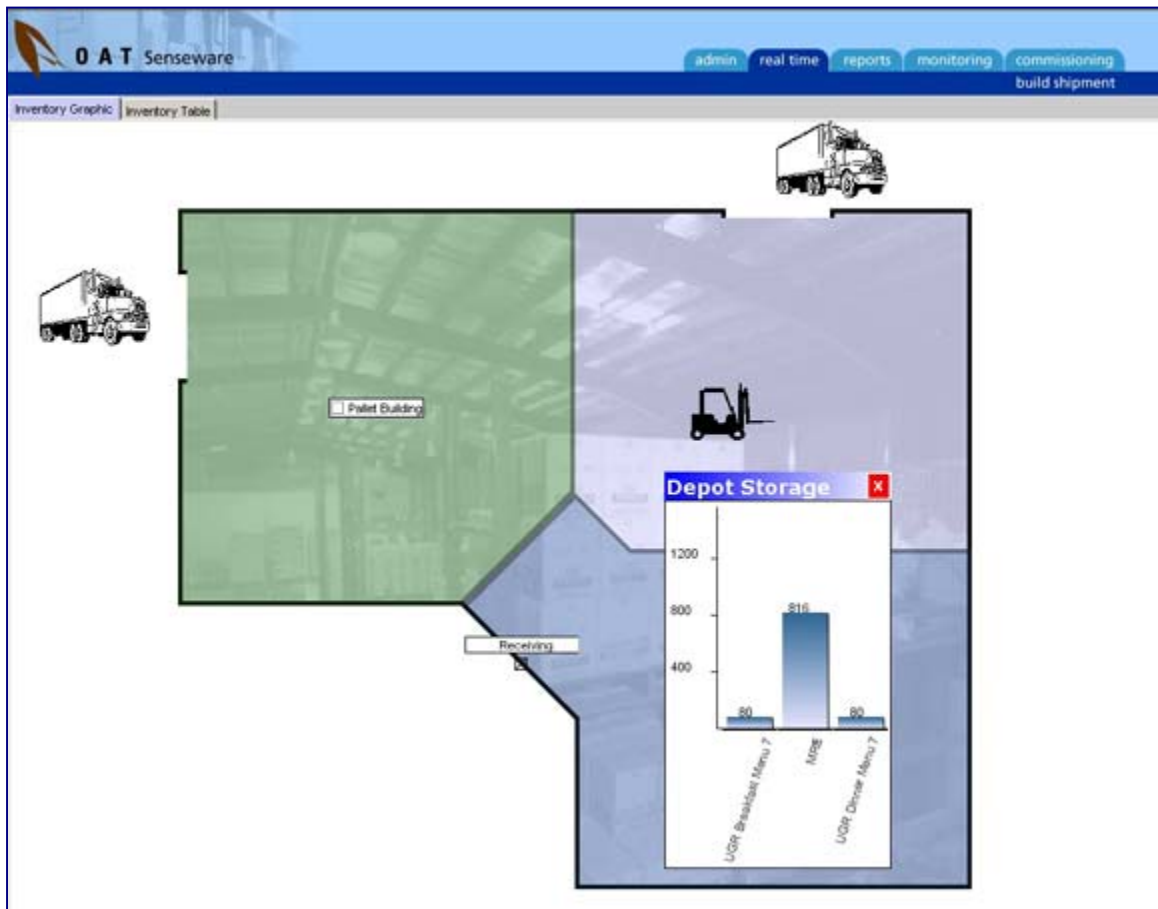 OAT Senseware
admin real time reports monitoring commissioning
build shipment
Inventory Graphic Inventory Table
Pallet Building
Depot Storage X
1200
800
816
Receiving
400
80
80
UGR Breakfast Menu 7
MRE
UGR Dinner Menu 7